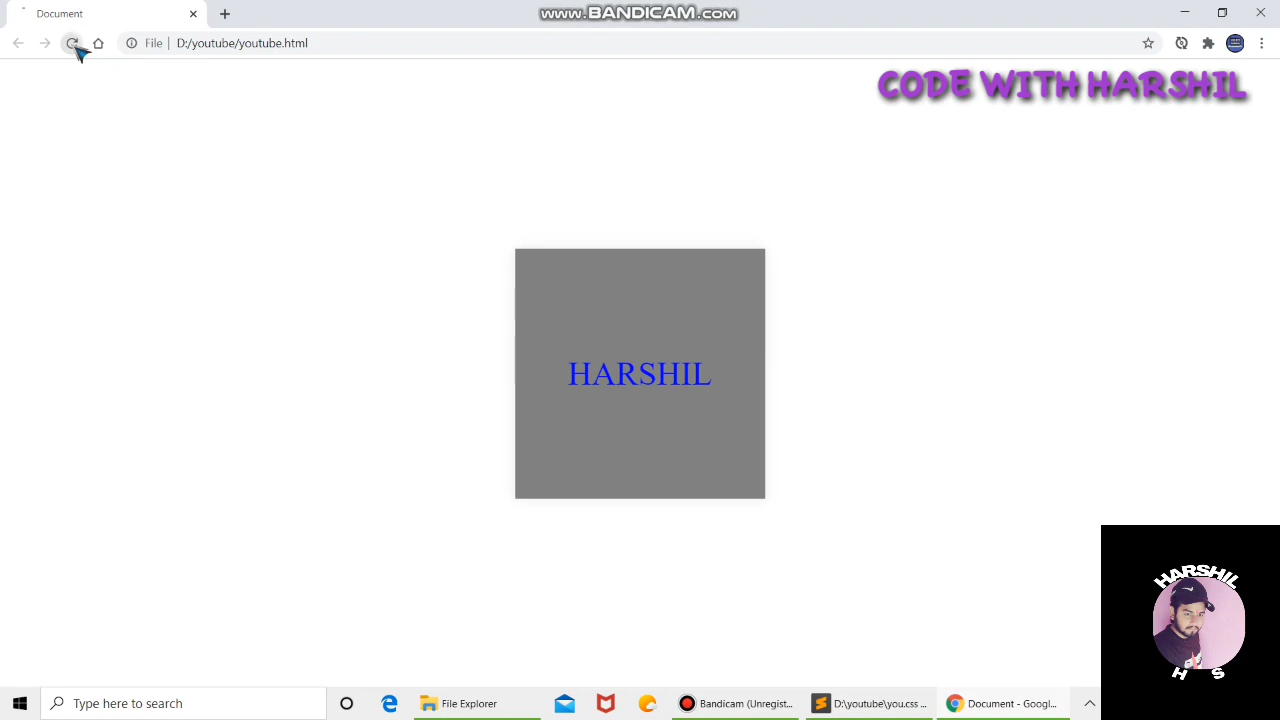 Document
www.BANDICAM.com
File
D:/youtube/youtube.html
CODE WITH HARSHIL
HARSHIL
HARSHIL
H S
Type here to search
File Explorer
Bandicam (Unregist...
D:\youtube\you.css ...
Document - Googl...